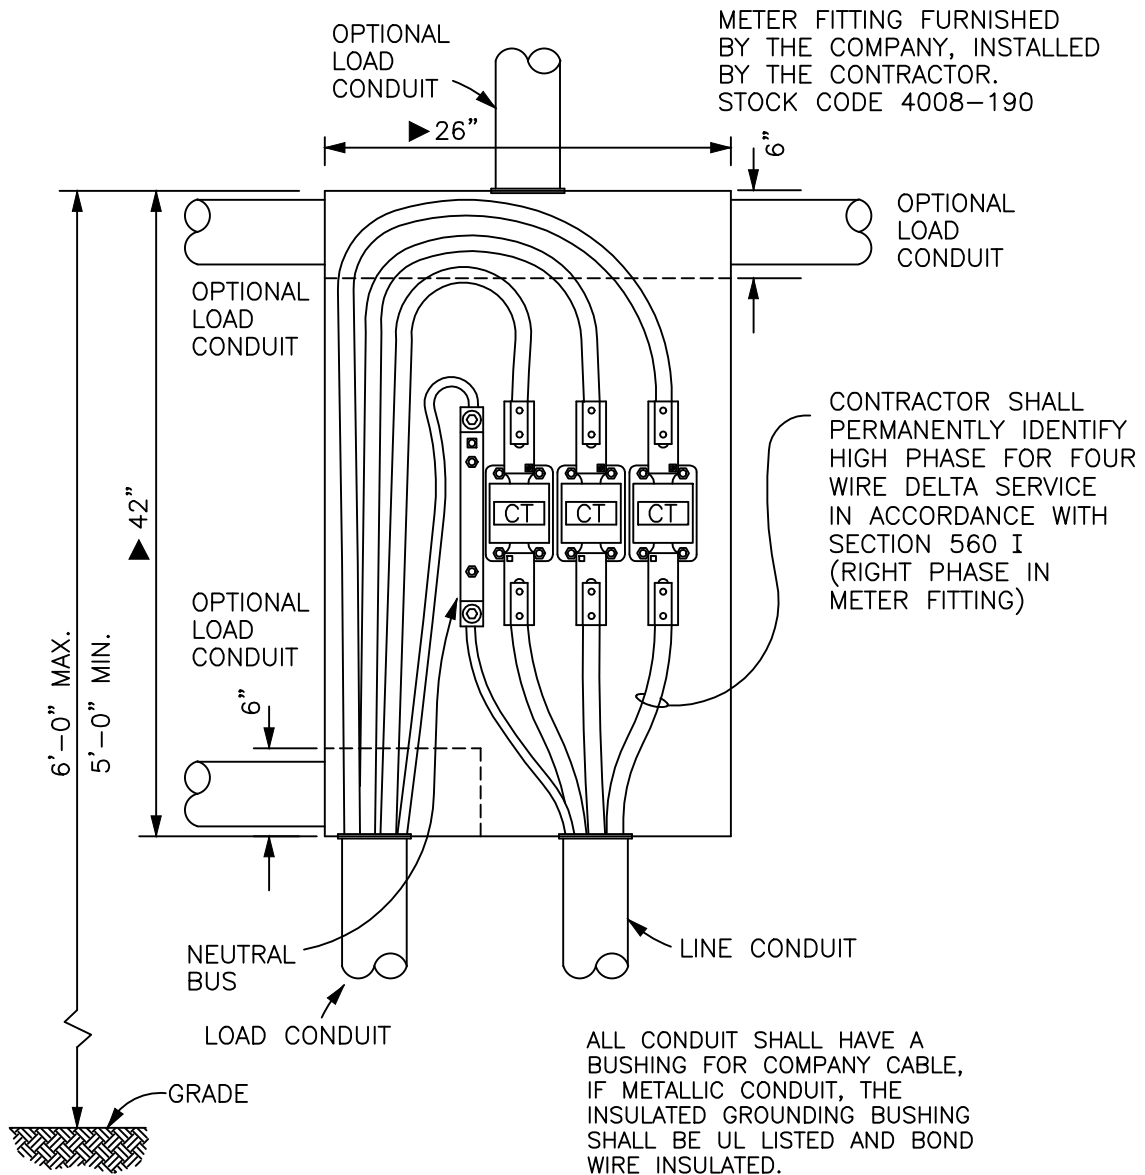 OPTIONAL
LOAD
CONDUIT
METER FITTING FURNISHED
BY THE COMPANY, INSTALLED
BY THE CONTRACTOR.
STOCK CODE 4008-190
26"
6"
OPTIONAL
LOAD
CONDUIT
OPTIONAL
LOAD
CONDUIT
CONTRACTOR SHALL
PERMANENTLY IDENTIFY
HIGH PHASE FOR FOUR
WIRE DELTA SERVICE
IN ACCORDANCE WITH
SECTION 560 I
(RIGHT PHASE IN
METER FITTING)
42"
CT CT CT
OPTIONAL
LOAD
CONDUIT
6"
6'-0" MAX.
5'-0" MIN.
NEUTRAL
BUS
LINE CONDUIT
LOAD CONDUIT
GRADE
ALL CONDUIT SHALL HAVE A
BUSHING FOR COMPANY CABLE,
IF METALLIC CONDUIT, THE
INSULATED GROUNDING BUSHING
SHALL BE UL LISTED AND BOND
WIRE INSULATED.